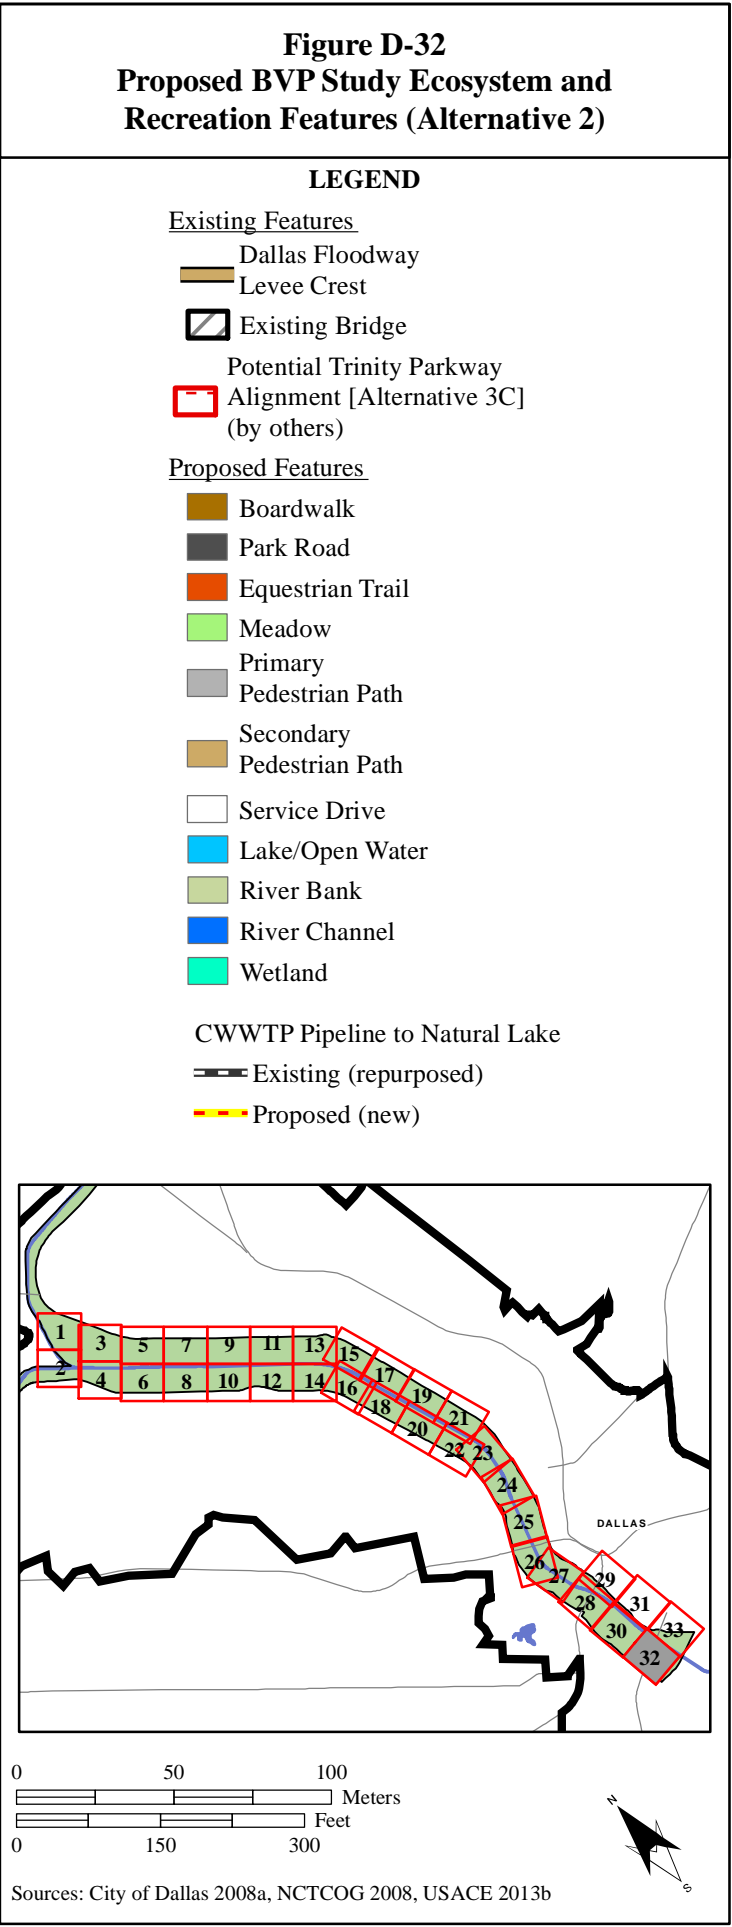 Figure D-32
Proposed BVP Study Ecosystem and
Recreation Features (Alternative 2)
LEGEND
Existing Features
Dallas Floodway
Levee Crest
Existing Bridge
Potential Trinity Parkway
Alignment [Alternative 3C]
(by others)
Proposed Features
Boardwalk
Park Road
Equestrian Trail
Meadow
Primary
Pedestrian Path
Secondary
Pedestrian Path
Service Drive
Lake/Open Water
River Bank
River Channel
Wetland
CWWTP Pipeline to Natural Lake
Existing (repurposed)
Proposed (new)
1 3 5 7 9 11 13 15
2 4 6 8 10 12 14 16
17 19 21
18 20 22
23
24
25
DALLAS
26 27 29
28 31
30 33
32
0 50 100
Meters
Feet
0 150 300
N
S
Sources: City of Dallas 2008a, NCTCOG 2008, USACE 2013b